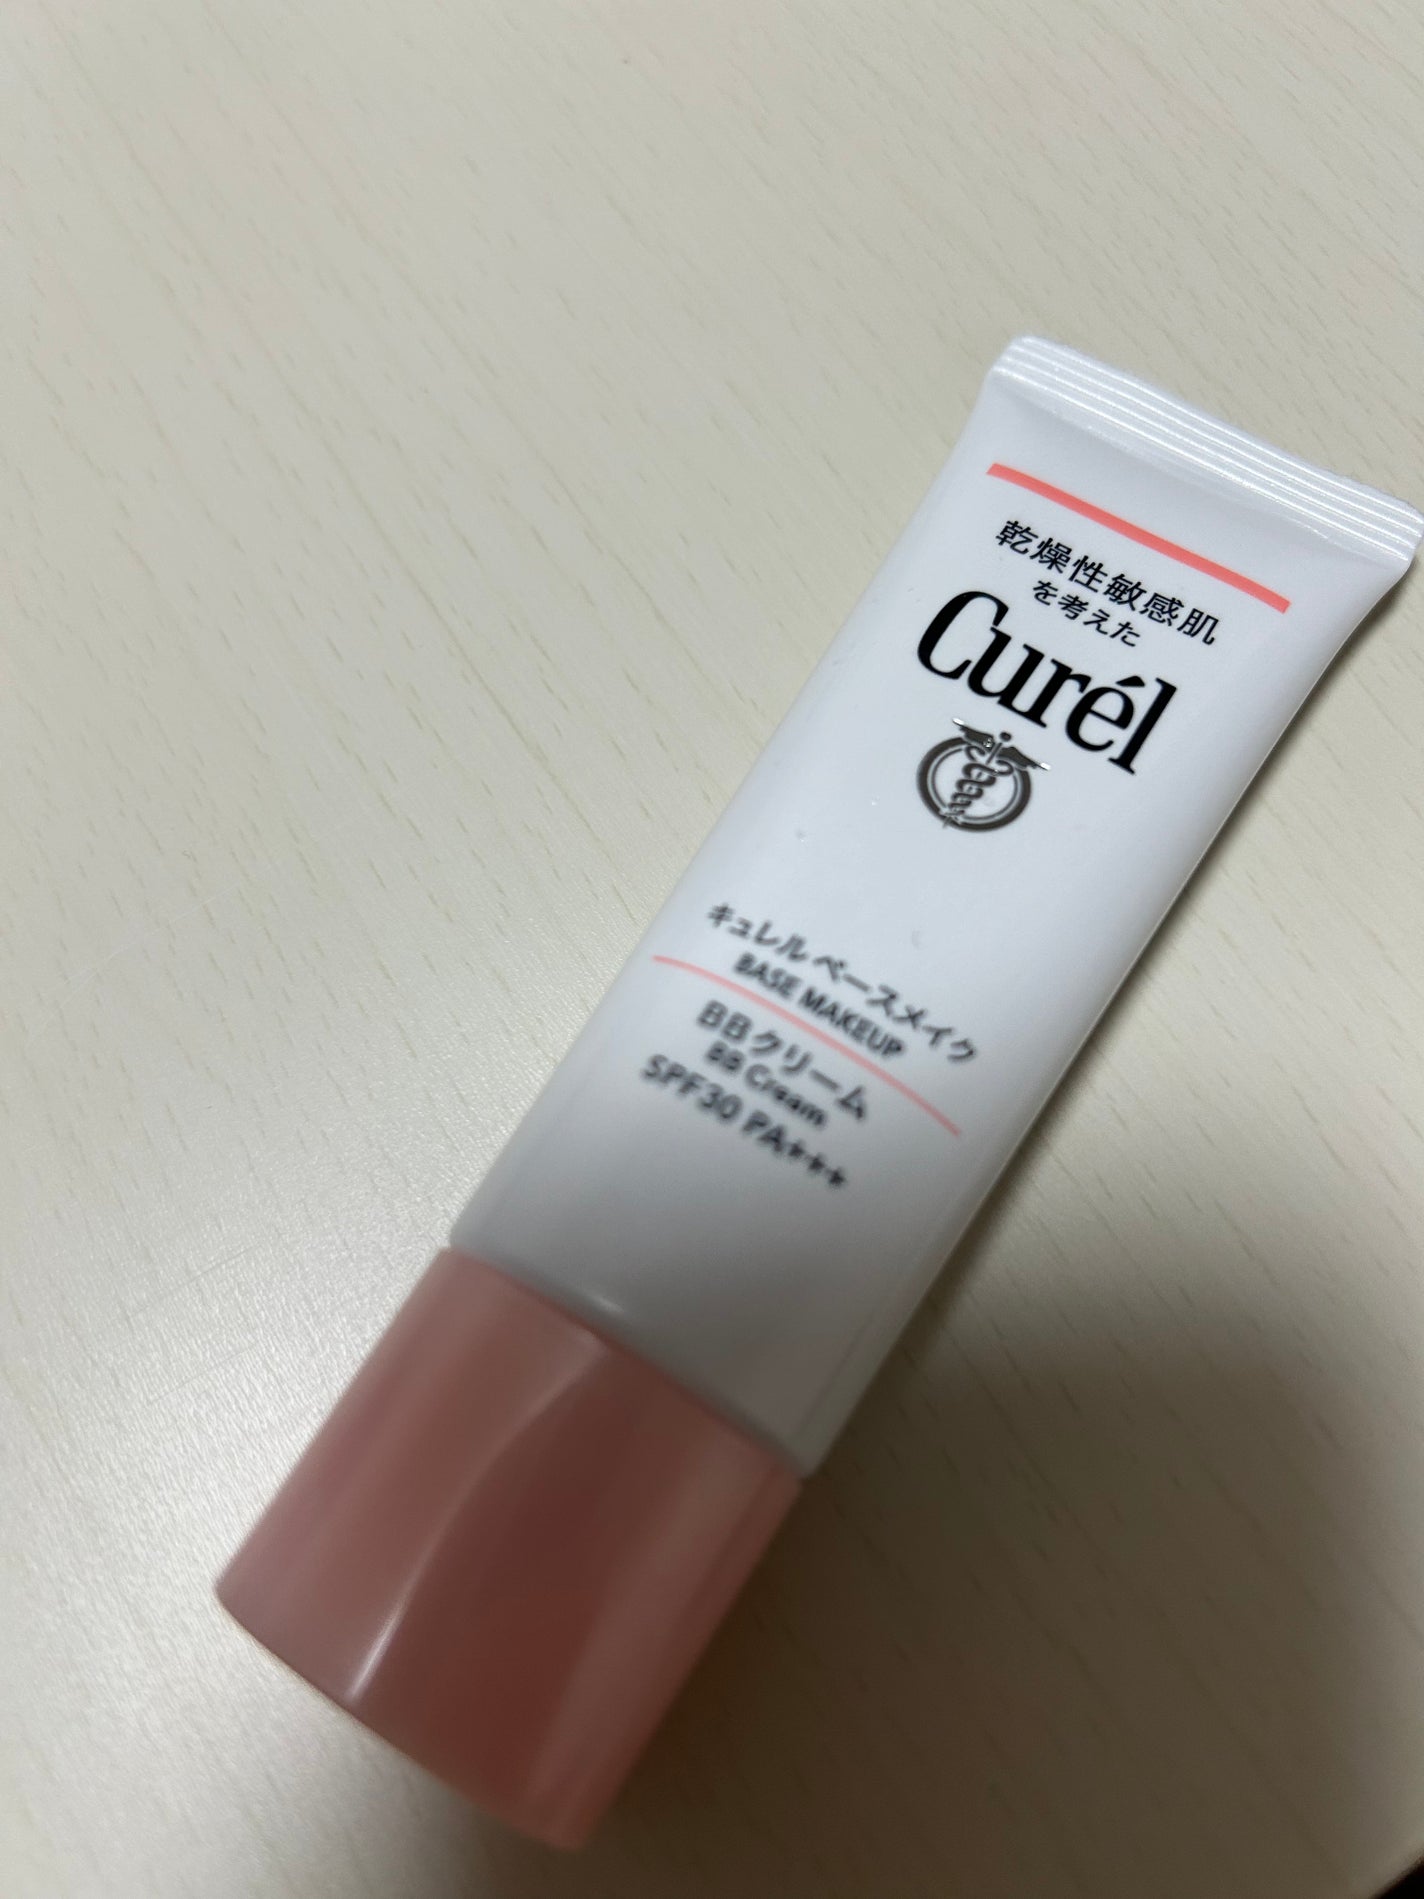 乾燥性敏感肌
を考えた
Curél
キュレル ベースメイク
BASE MAKEUP
BBクリーム
BB Cream
SPF30 PA+++